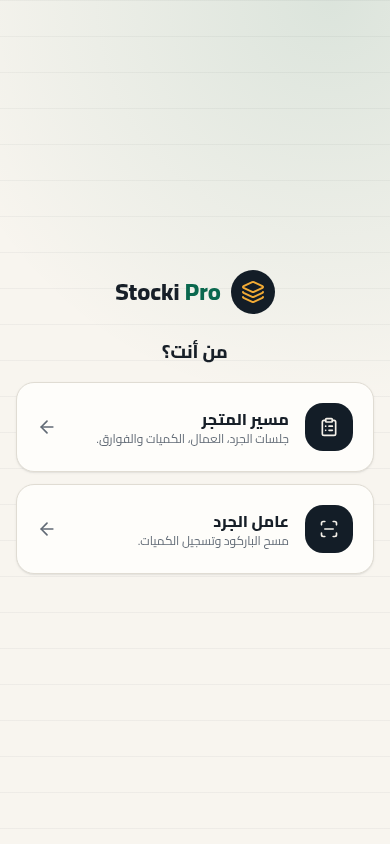 Stocki Pro
من أنت؟
مسير المتجر
جلسات الجرد، العمال، الكميات والفوارق.
عامل الجرد
مسح الباركود وتسجيل الكميات.